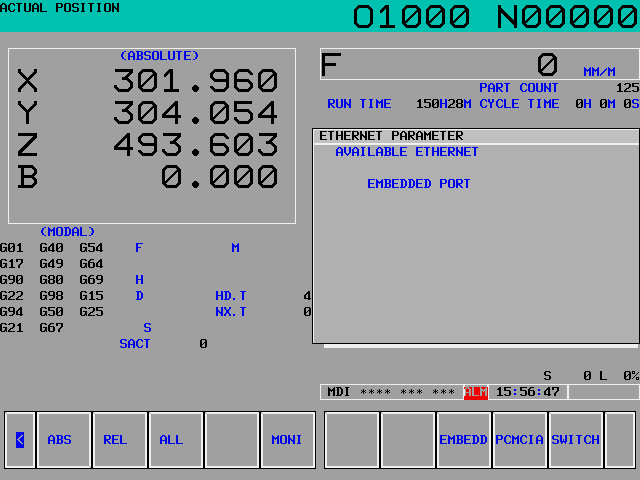 ACTUAL POSITION O1000 N00000
(ABSOLUTE)
X 301.960
Y 304.054
Z 493.603
B 0.000
F 0 MM/M
PART COUNT 125
RUN TIME 150H28M CYCLE TIME 0H 0M 0S
ETHERNET PARAMETER
AVAILABLE ETHERNET
EMBEDDED PORT
(MODAL)
G01 G40 G54 F M
G17 G49 G64
G90 G80 G69 H
G22 G98 G15 D HD.T 4
G94 G50 G25 NX.T 0
G21 G67 S
SACT 0
S 0 L 0%
MDI **** *** *** ALM 15:56:47
< ABS REL ALL MONI EMBEDD PCMCIA SWITCH